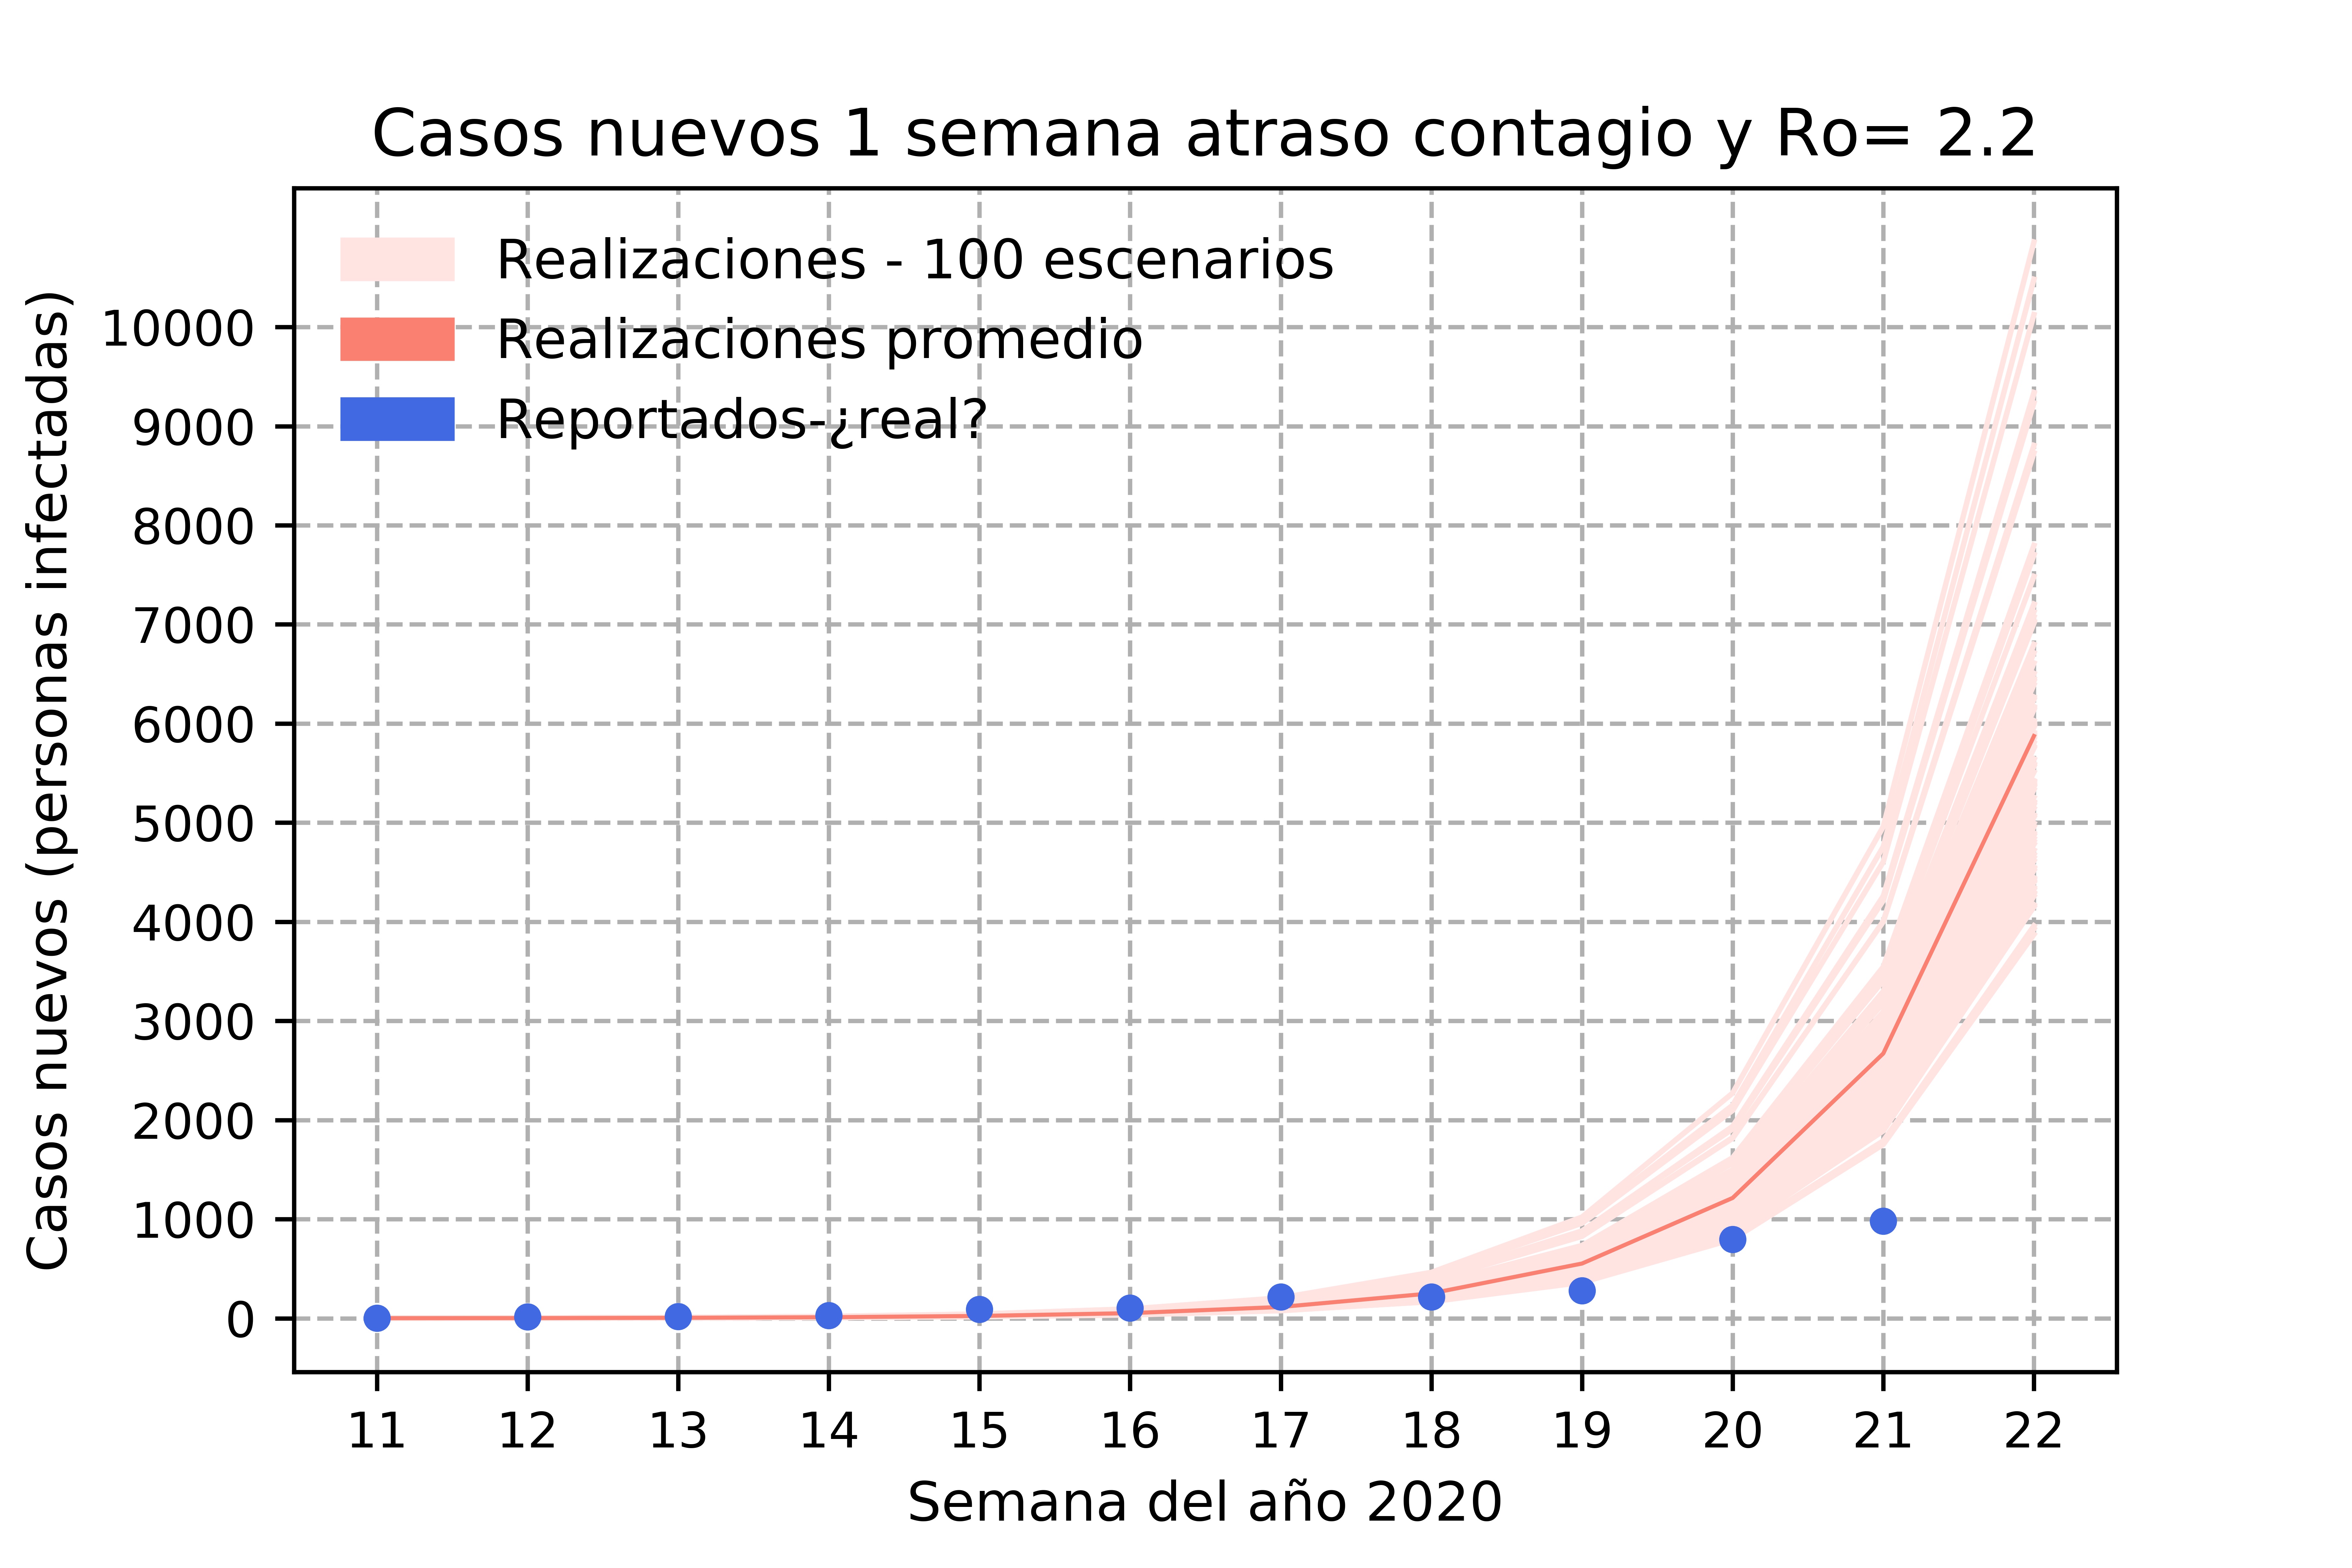 Casos nuevos 1 semana atraso contagio y Ro= 2.2
Realizaciones - 100 escenarios
Realizaciones promedio
Reportados-¿real?
Casos nuevos (personas infectadas)
10000
9000
8000
7000
6000
5000
4000
3000
2000
1000
0
11 12 13 14 15 16 17 18 19 20 21 22
Semana del año 2020